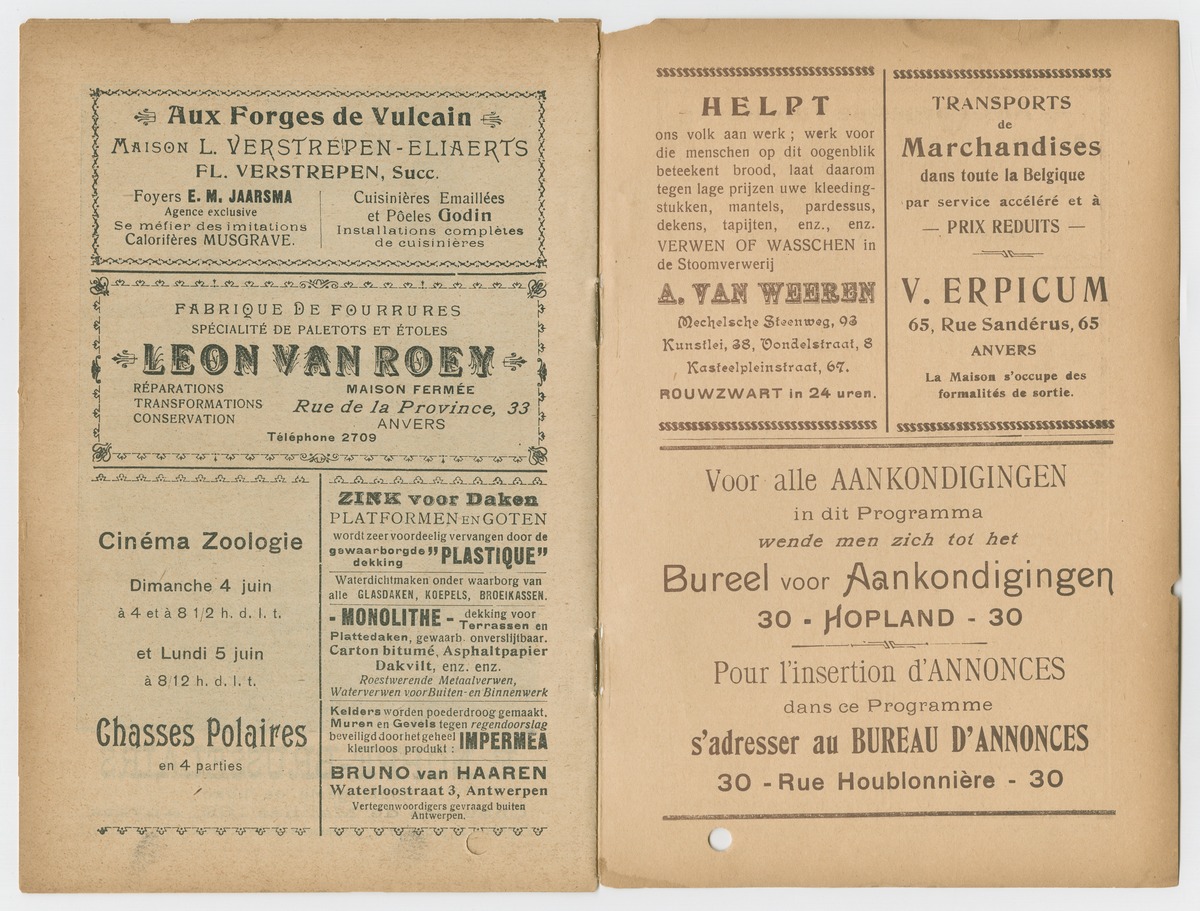 Aux Forges de Vulcain
MAISON L. VERSTREPEN-ELIAERTS
FL. VERSTREPEN, Succ.
Foyers E. M. JAARSMA
Agence exclusive
Se méfier des imitations
Calorifères MUSGRAVE.
Cuisinières Emaillées
et Pôeles Godin
Installations complètes
de cuisinières
FABRIQUE DE FOURRURES
SPÉCIALITÉ DE PALETOTS ET ÉTOLES
LEON VAN ROEY
RÉPARATIONS
TRANSFORMATIONS
CONSERVATION
MAISON FERMÉE
Rue de la Province, 33
ANVERS
Téléphone 2709
Cinéma Zoologie
Dimanche 4 juin
à 4 et à 8 1/2 h. d. l. t.
et Lundi 5 juin
à 8 1/2 h. d. l. t.
Chasses Polaires
en 4 parties
ZINK voor Daken
PLATFORMEN EN GOTEN
wordt zeer voordeelig vervangen door de
gewaarborgde dekking "PLASTIQUE"
Waterdichtmaken onder waarborg van
alle GLASDAKEN, KOEPELS, BROEIKASSEN.
- MONOLITHE - dekking voor
Terrassen en
Plattedaken, gewaarb. onverslijtbaar.
Carton bitumé, Asphaltpapier
Dakvilt, enz. enz.
Roestwerende Metaalverwen,
Waterverwen voor Buiten- en Binnenwerk
Kelders worden poederdroog gemaakt,
Muren en Gevels tegen regendoorslag
beveiligd door het geheel
kleurloos produkt : IMPERMEA
BRUNO van HAAREN
Waterloostraat 3, Antwerpen
Vertegenwoordigers gevraagd buiten
Antwerpen.
HELPT
ons volk aan werk ; werk voor
die menschen op dit oogenblik
beteekent brood, laat daarom
tegen lage prijzen uwe kleeding-
stukken, mantels, pardessus,
dekens, tapijten, enz., enz.
VERWEN OF WASSCHEN in
de Stoomververij
A. VAN WEEREN
Mechelsche Steenweg, 93
Kunstlei, 38, Vondelstraat, 8
Kasteelpleinstraat, 67.
ROUWZWART in 24 uren.
TRANSPORTS
de
Marchandises
dans toute la Belgique
par service accéléré et à
— PRIX REDUITS —
V. ERPICUM
65, Rue Sandérus, 65
ANVERS
La Maison s'occupe des
formalités de sortie.
Voor alle AANKONDIGINGEN
in dit Programma
wende men zich tot het
Bureel voor Aankondigingen
30 - HOPLAND - 30
Pour l'insertion d'ANNONCES
dans ce Programme
s'adresser au BUREAU D'ANNONCES
30 - Rue Houblonnière - 30